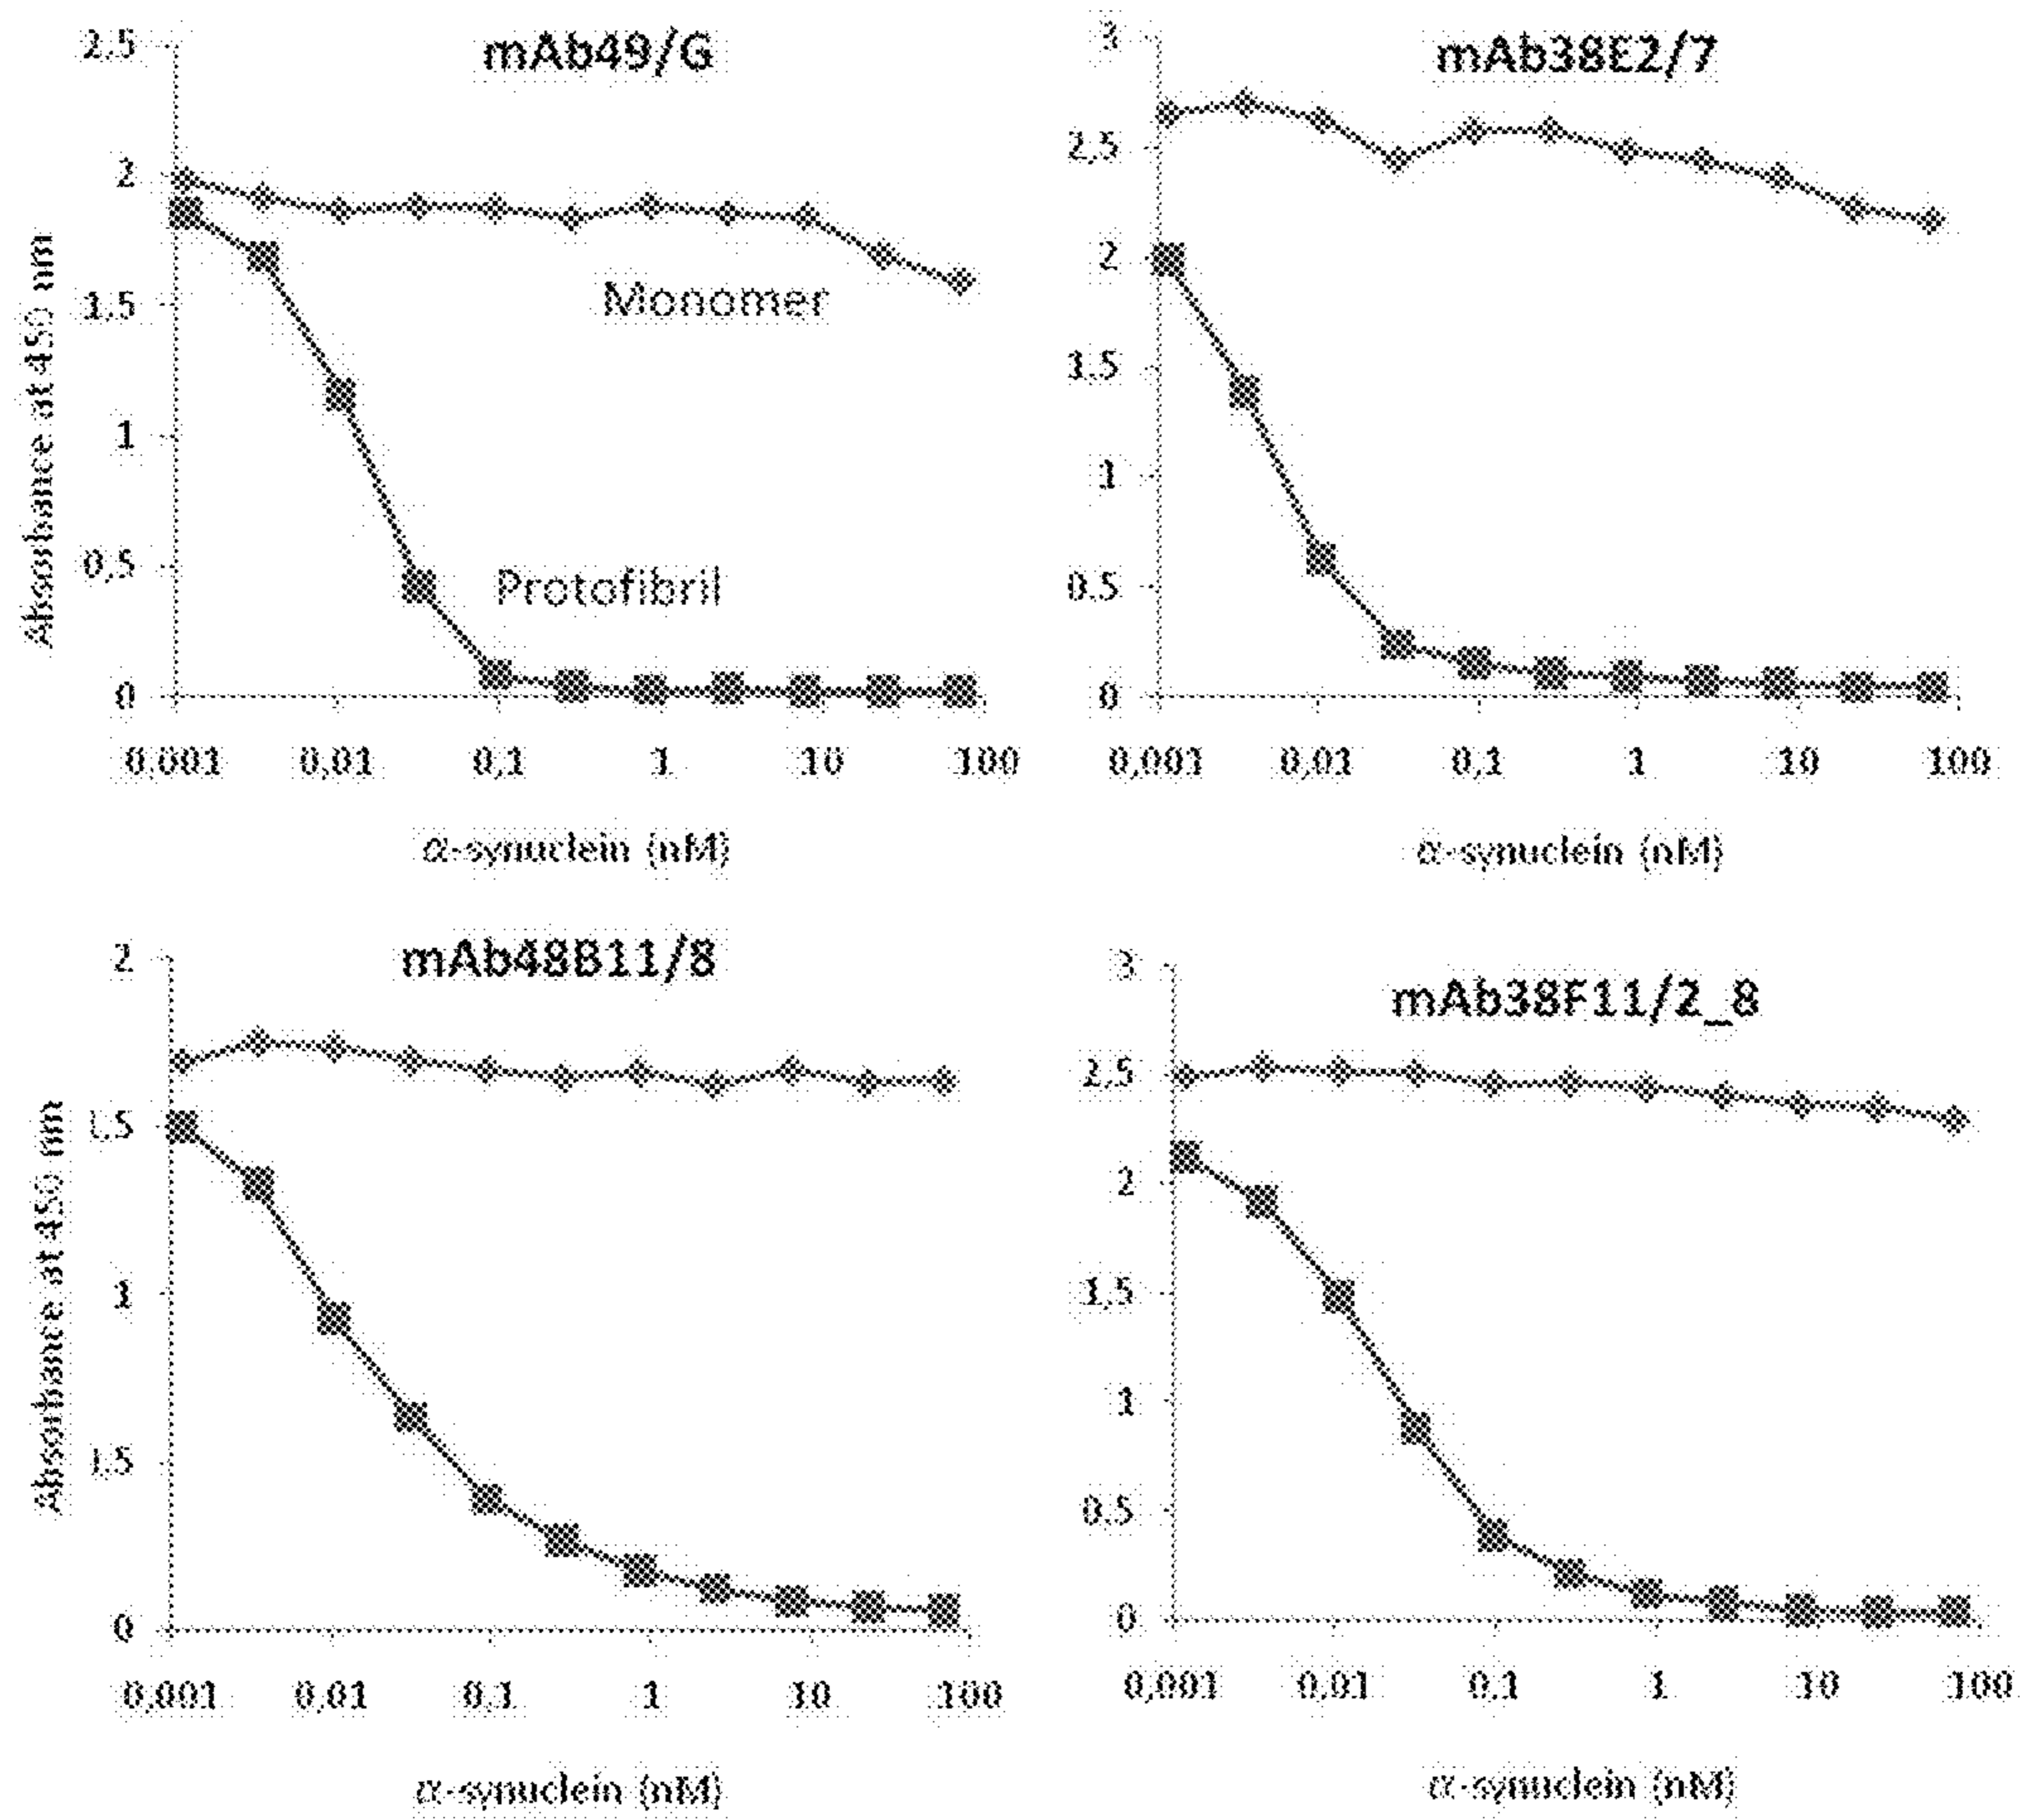 mAb49/G
2.5
2
1.5
1
0,5
0
Absorbance at 450 nm
Monomer
Protofibril
0,001 0,01 0,1 1 10 100
α-synuclein (nM)
mAb38E2/7
3
2,5
2
1.5
1
0.5
0
0,001 0,01 0,1 1 10 100
α-synuclein (nM)
mAb48B11/8
2
1,5
1
1,5
0
Absorbance at 450 nm
0,001 0,01 0,1 1 10 100
α-synuclein (nM)
mAb38F11/2_8
3
2,5
2
1,5
1
0.5
0
0,001 0,01 0,1 1 10 100
α-synuclein (nM)